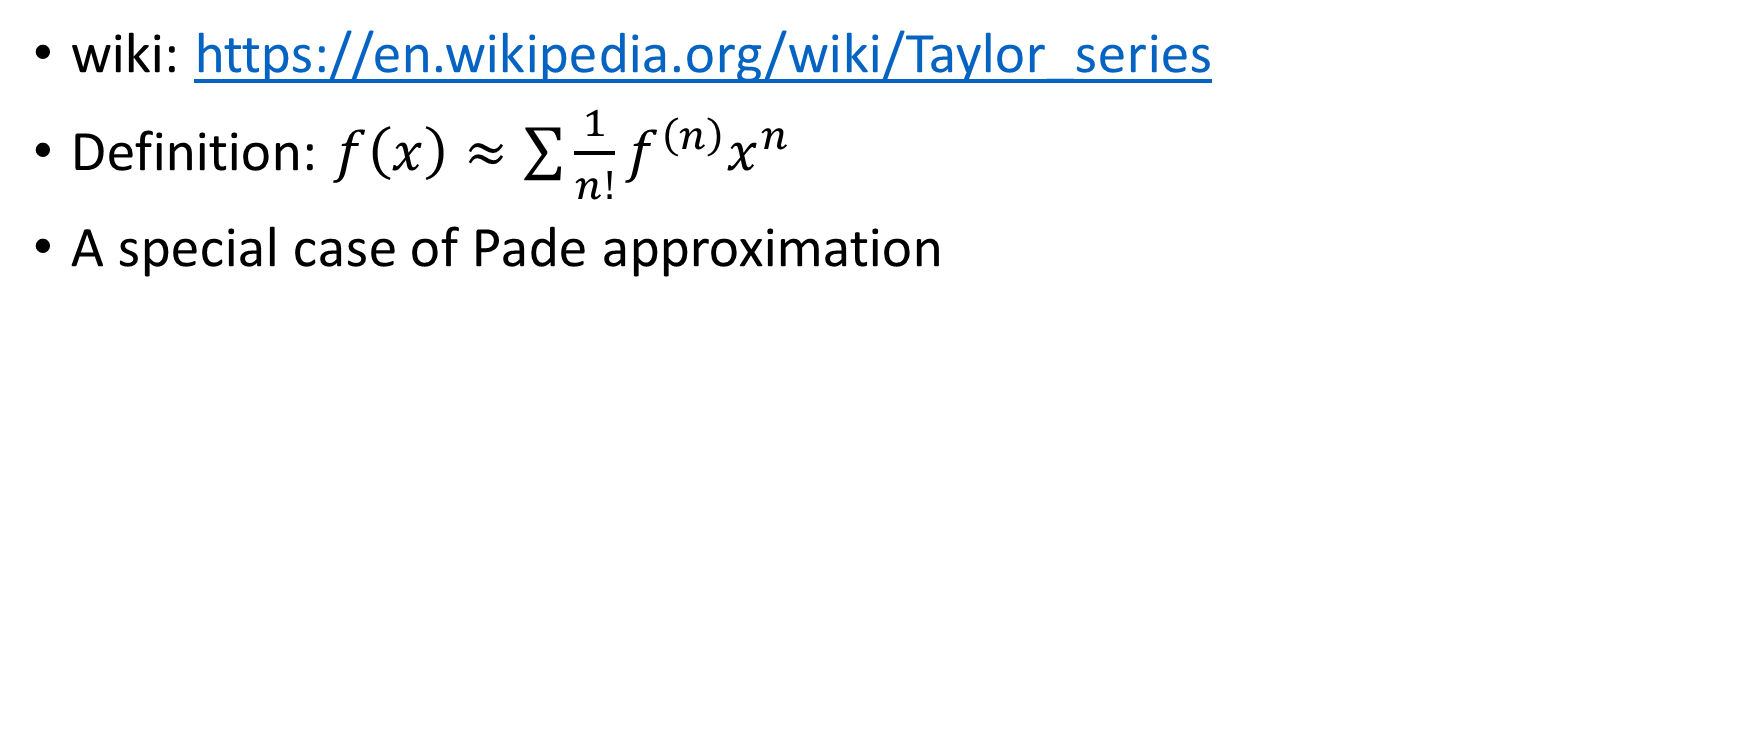 • wiki: https://en.wikipedia.org/wiki/Taylor_series
• Definition: f(x) ≈ ∑ 1/n! f^(n) x^n
• A special case of Pade approximation